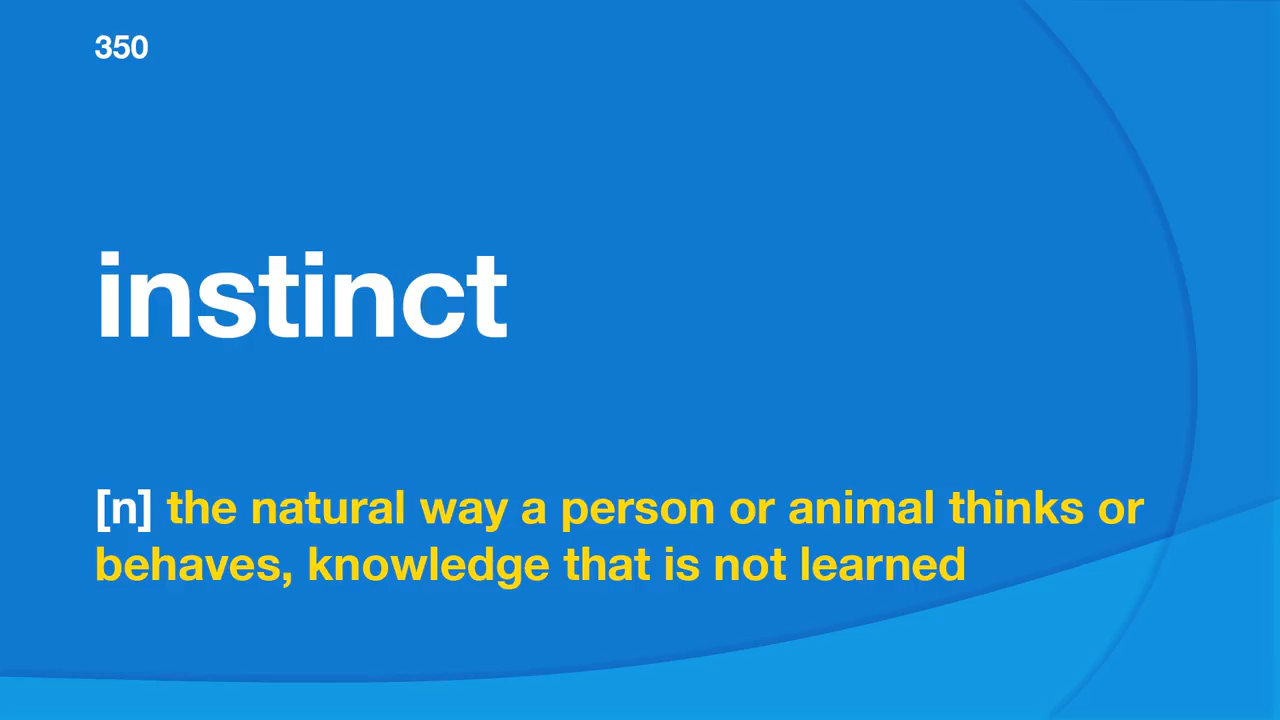 350
instinct
[n] the natural way a person or animal thinks or
behaves, knowledge that is not learned